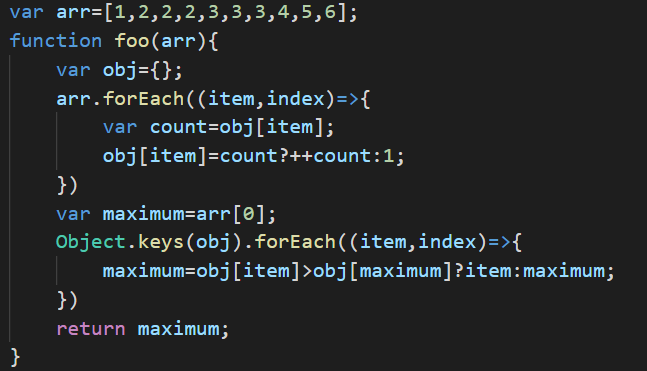 var arr=[1,2,2,2,3,3,3,4,5,6];
function foo(arr){
    var obj={};
    arr.forEach((item,index)=>{
        var count=obj[item];
        obj[item]=count?++count:1;
    })
    var maximum=arr[0];
    Object.keys(obj).forEach((item,index)=>{
        maximum=obj[item]>obj[maximum]?item:maximum;
    })
    return maximum;
}